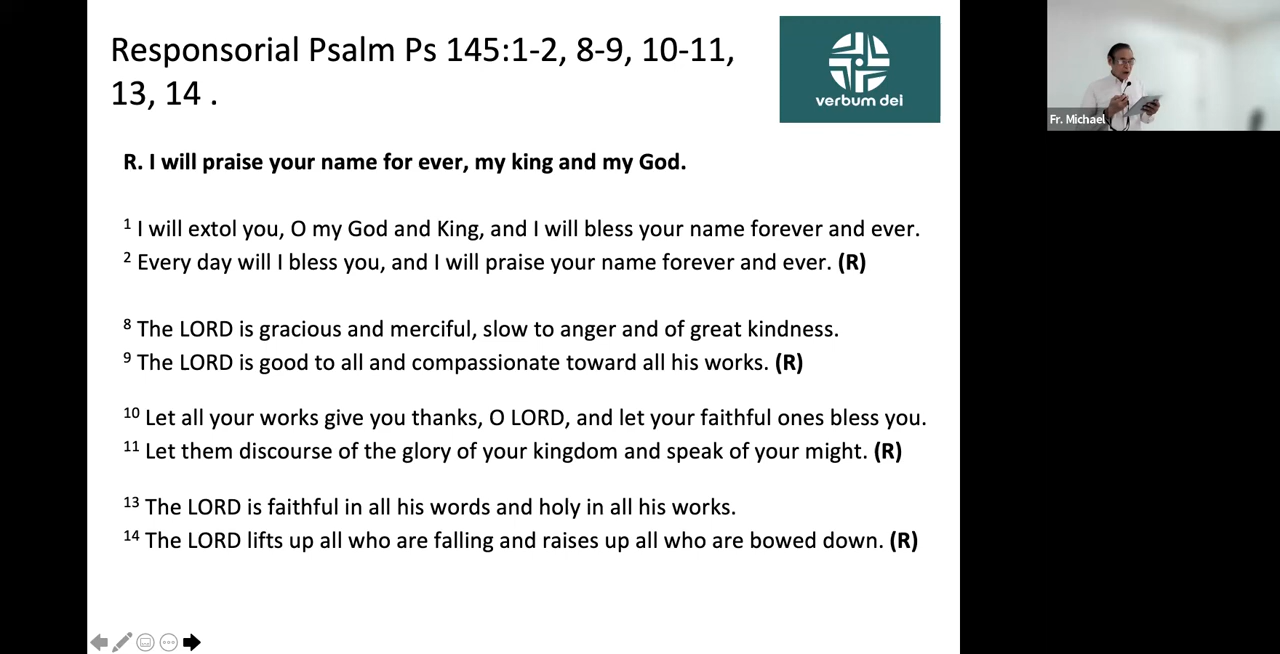 Responsorial Psalm Ps 145:1-2, 8-9, 10-11,
13, 14 .
verbum dei
Fr. Michael
R. I will praise your name for ever, my king and my God.
1 I will extol you, O my God and King, and I will bless your name forever and ever.
2 Every day will I bless you, and I will praise your name forever and ever. (R)
8 The LORD is gracious and merciful, slow to anger and of great kindness.
9 The LORD is good to all and compassionate toward all his works. (R)
10 Let all your works give you thanks, O LORD, and let your faithful ones bless you.
11 Let them discourse of the glory of your kingdom and speak of your might. (R)
13 The LORD is faithful in all his words and holy in all his works.
14 The LORD lifts up all who are falling and raises up all who are bowed down. (R)